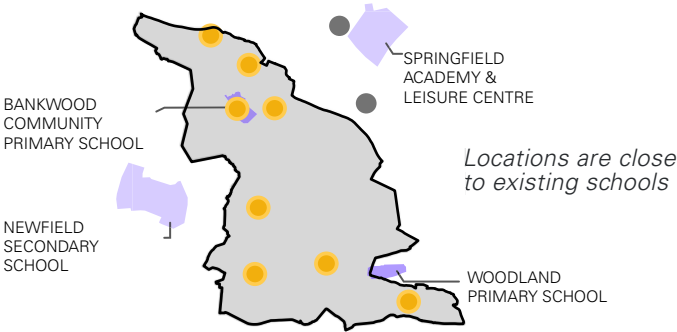 SPRINGFIELD
ACADEMY &
LEISURE CENTRE
BANKWOOD
COMMUNITY
PRIMARY SCHOOL
Locations are close
to existing schools
NEWFIELD
SECONDARY
SCHOOL
WOODLAND
PRIMARY SCHOOL